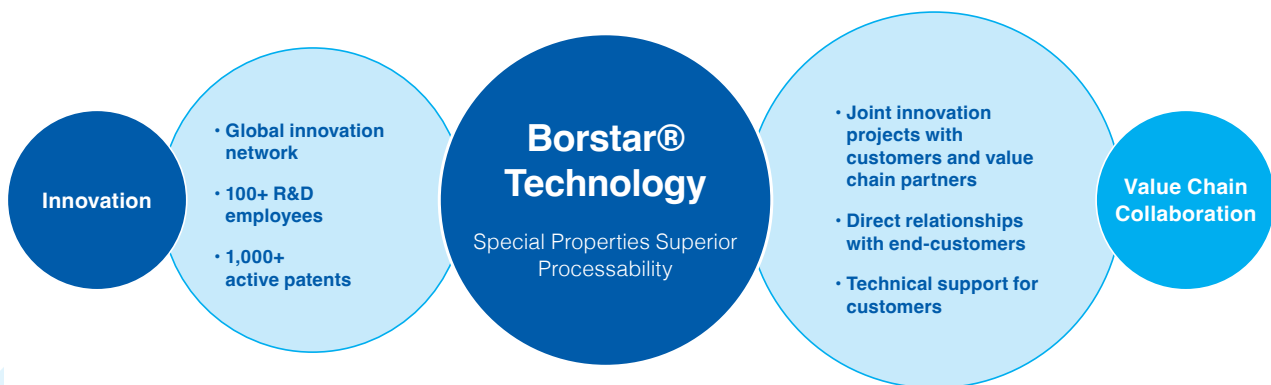 Innovation
• Global innovation
network
• 100+ R&D
employees
• 1,000+
active patents
Borstar®
Technology
Special Properties Superior
Processability
• Joint innovation
projects with
customers and value
chain partners
• Direct relationships
with end-customers
• Technical support for
customers
Value Chain
Collaboration